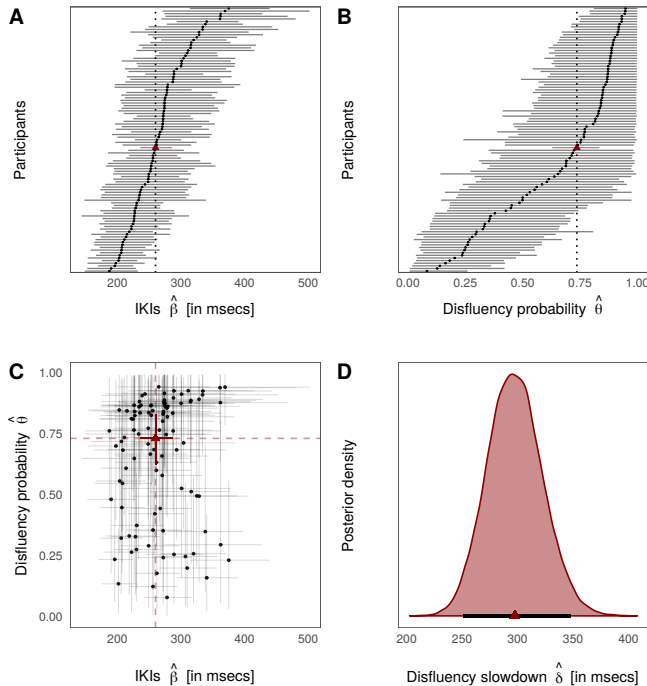 A
Participants
200 300 400 500
IKIs β̂ [in msecs]
B
Participants
0.00 0.25 0.50 0.75 1.00
Disfluency probability θ̂
C
Disfluency probability θ̂
1.00
0.75
0.50
0.25
0.00
200 300 400 500
IKIs β̂ [in msecs]
D
Posterior density
200 250 300 350 400
Disfluency slowdown δ̂ [in msecs]